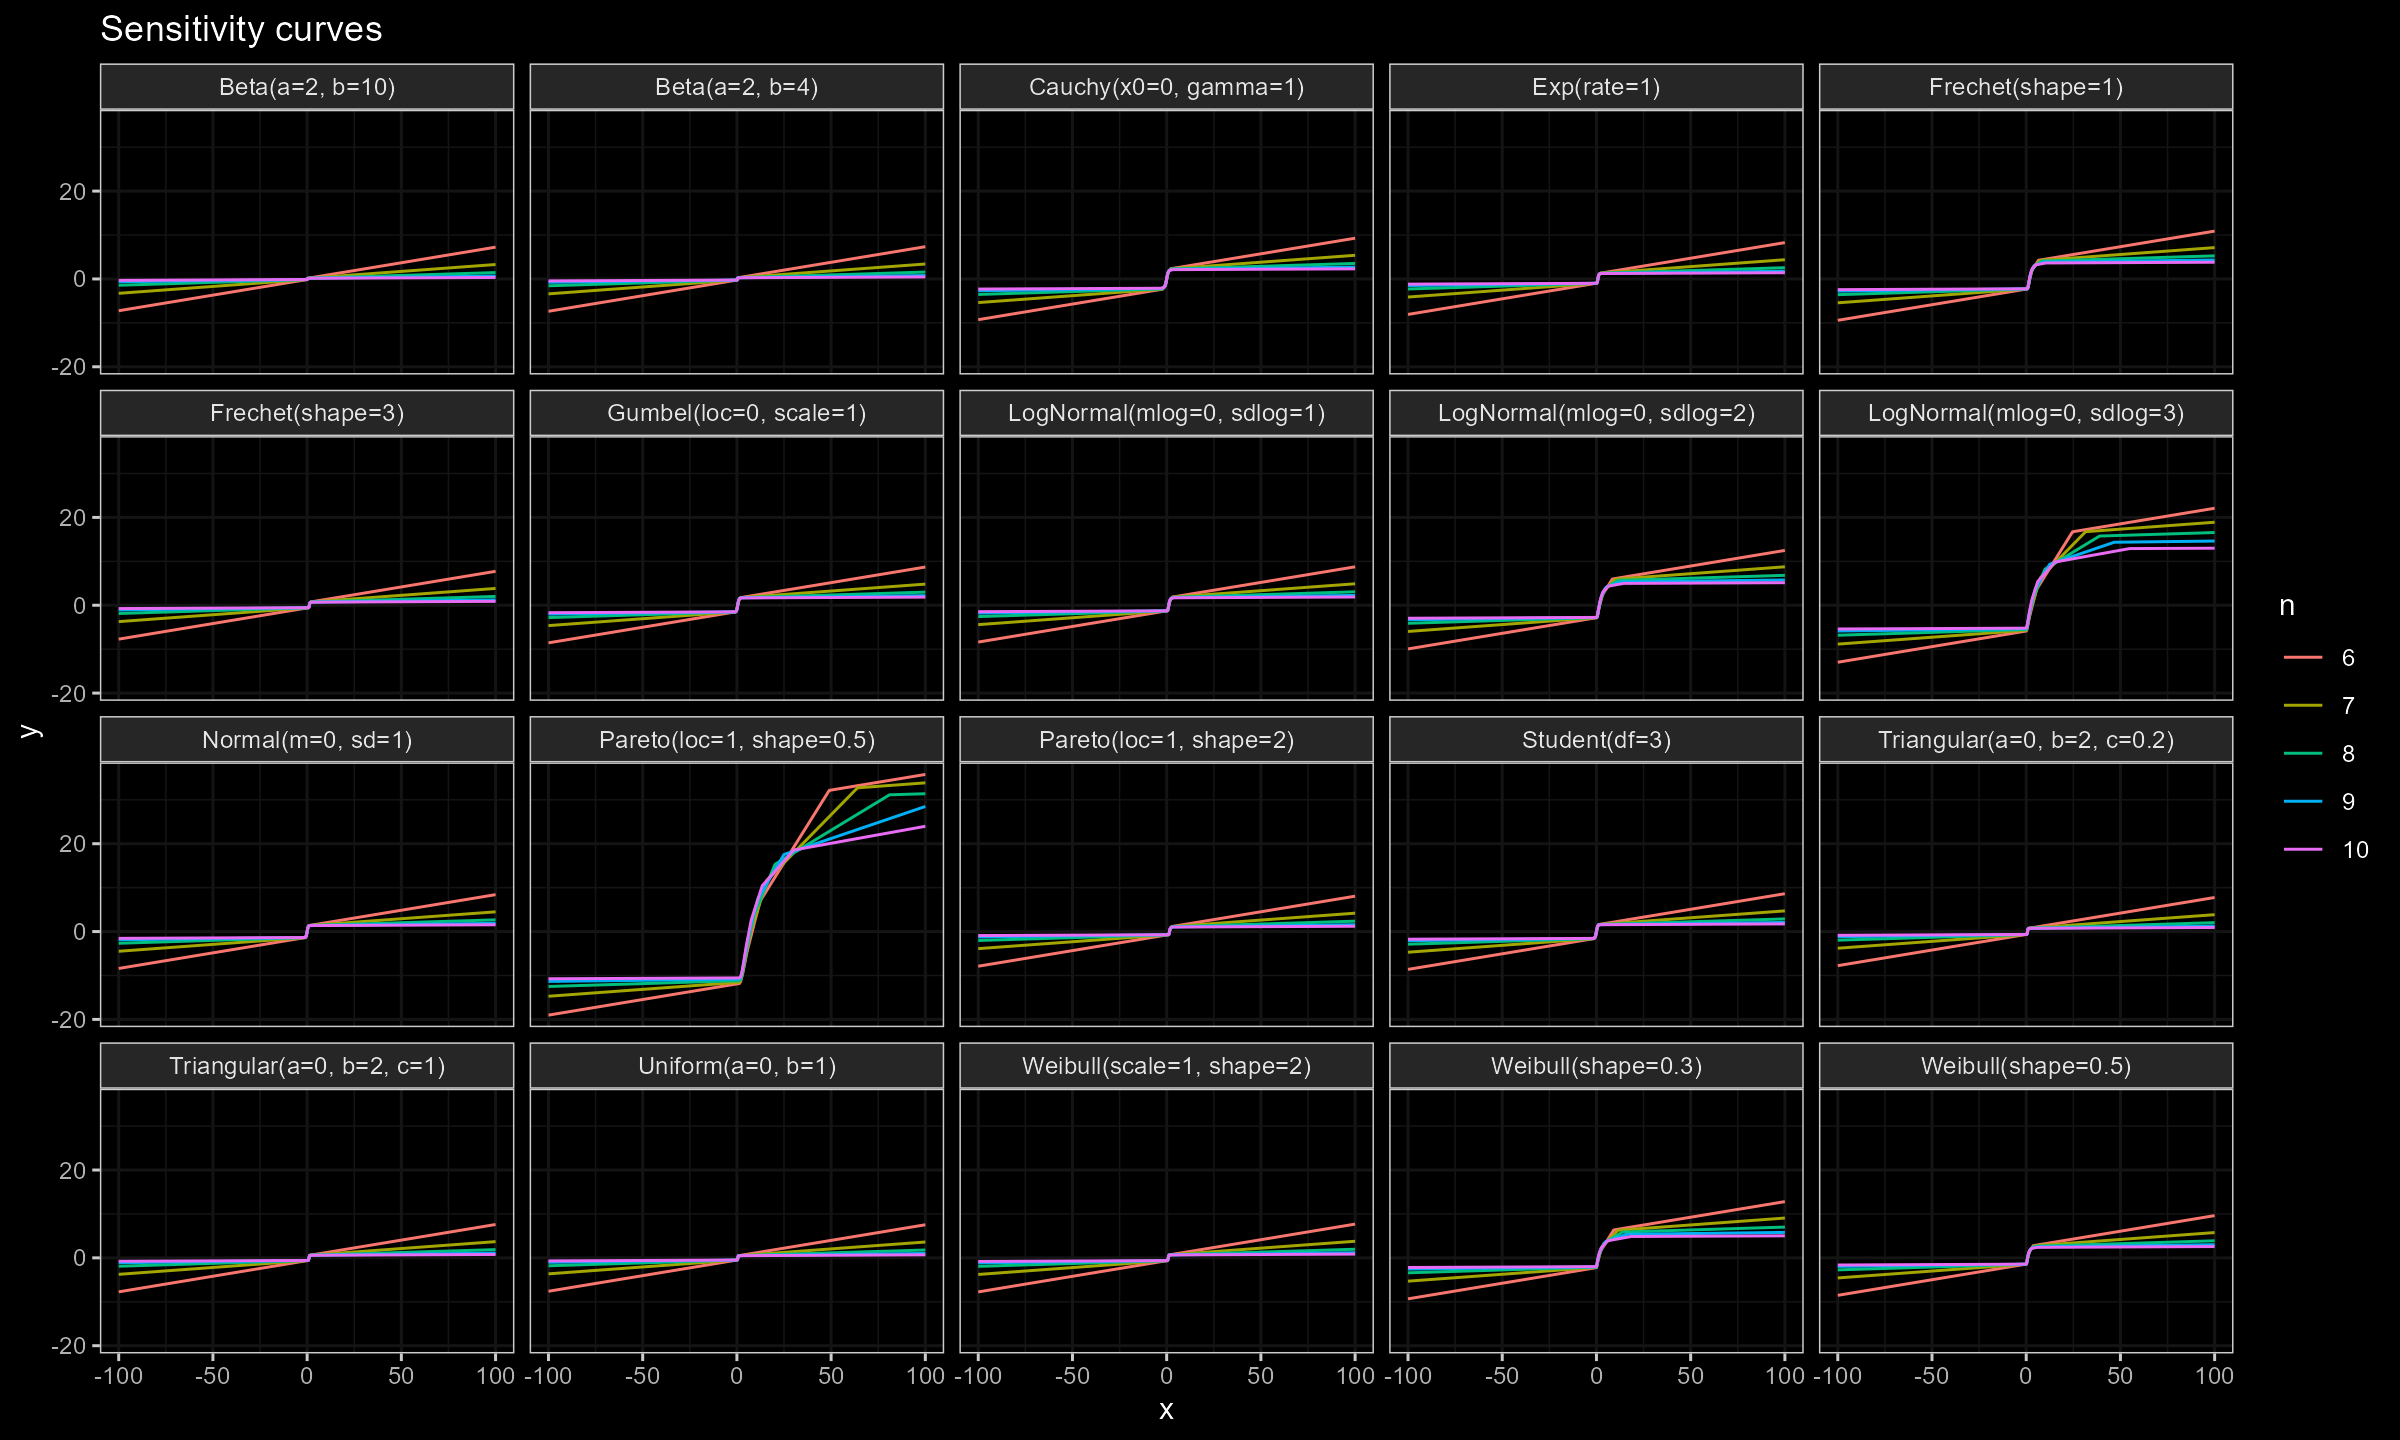 Sensitivity curves
Beta(a=2, b=10)
Beta(a=2, b=4)
Cauchy(x0=0, gamma=1)
Exp(rate=1)
Frechet(shape=1)
20
0
-20
Frechet(shape=3)
Gumbel(loc=0, scale=1)
LogNormal(mlog=0, sdlog=1)
LogNormal(mlog=0, sdlog=2)
LogNormal(mlog=0, sdlog=3)
20
0
-20
Normal(m=0, sd=1)
Pareto(loc=1, shape=0.5)
Pareto(loc=1, shape=2)
Student(df=3)
Triangular(a=0, b=2, c=0.2)
20
0
-20
Triangular(a=0, b=2, c=1)
Uniform(a=0, b=1)
Weibull(scale=1, shape=2)
Weibull(shape=0.3)
Weibull(shape=0.5)
20
0
-20
-100 -50 0 50 100
-100 -50 0 50 100
-100 -50 0 50 100
-100 -50 0 50 100
-100 -50 0 50 100
x
y
n
6
7
8
9
10